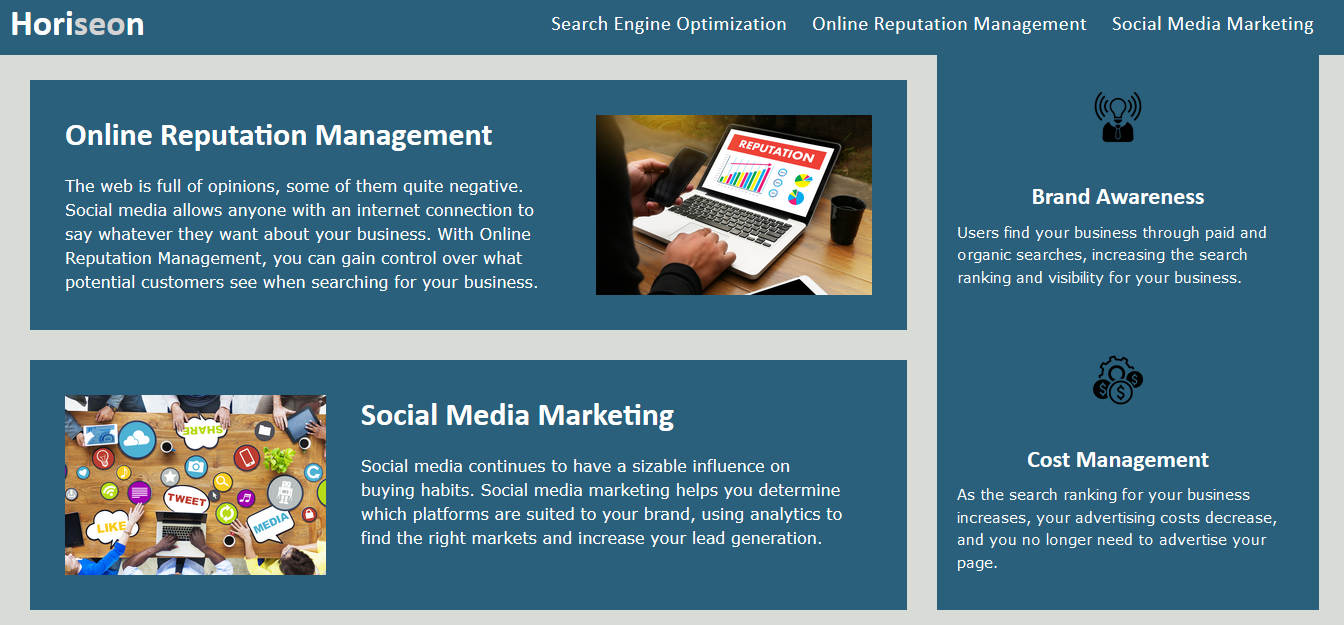 Horiseon
Search Engine Optimization
Online Reputation Management
Social Media Marketing
Online Reputation Management
The web is full of opinions, some of them quite negative.
Social media allows anyone with an internet connection to
say whatever they want about your business. With Online
Reputation Management, you can gain control over what
potential customers see when searching for your business.
REPUTATION
SHARE
TWEET
LIKE
MEDIA
Social Media Marketing
Social media continues to have a sizable influence on
buying habits. Social media marketing helps you determine
which platforms are suited to your brand, using analytics to
find the right markets and increase your lead generation.
Brand Awareness
Users find your business through paid and
organic searches, increasing the search
ranking and visibility for your business.
$ $ $
Cost Management
As the search ranking for your business
increases, your advertising costs decrease,
and you no longer need to advertise your
page.